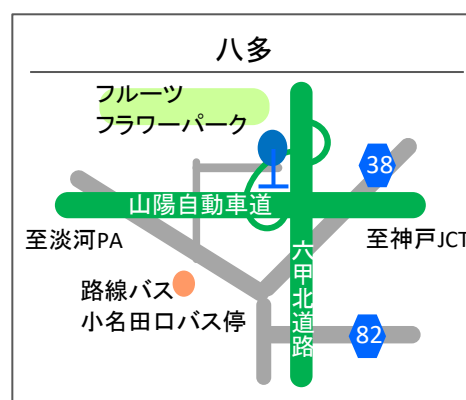 八多
フルーツ
フラワーパーク
38
山陽自動車道
至淡河PA
至神戸JCT
六甲北道路
路線バス
小名田口バス停
82